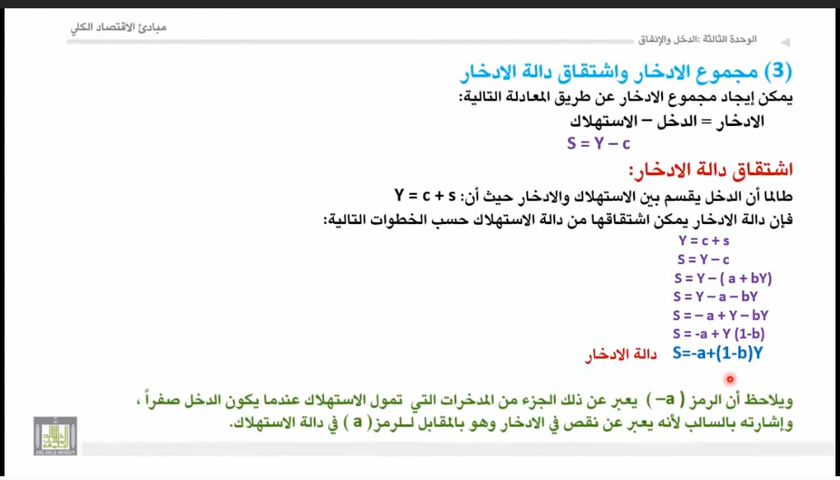 مبادئ الاقتصاد الكلي
الوحدة الثالثة :الدخل والإنفاق
(3) مجموع الادخار واشتقاق دالة الادخار
يمكن إيجاد مجموع الادخار عن طريق المعادلة التالية:
الادخار = الدخل – الاستهلاك
S = Y – c
اشتقاق دالة الادخار:
طالما أن الدخل يقسم بين الاستهلاك والادخار حيث أن: Y = c + s
فإن دالة الادخار يمكن اشتقاقها من دالة الاستهلاك حسب الخطوات التالية:
Y = c + s
S = Y – c
S = Y – ( a + bY)
S = Y – a – bY
S = – a + Y – bY
S = -a + Y (1-b)
S=-a+(1-b)Y دالة الادخار
ويلاحظ أن الرمز ( a–) يعبر عن ذلك الجزء من المدخرات التي تمول الاستهلاك عندما يكون الدخل صفراً ،
وإشارته بالسالب لأنه يعبر عن نقص في الادخار وهو بالمقابل للرمز( a) في دالة الاستهلاك.